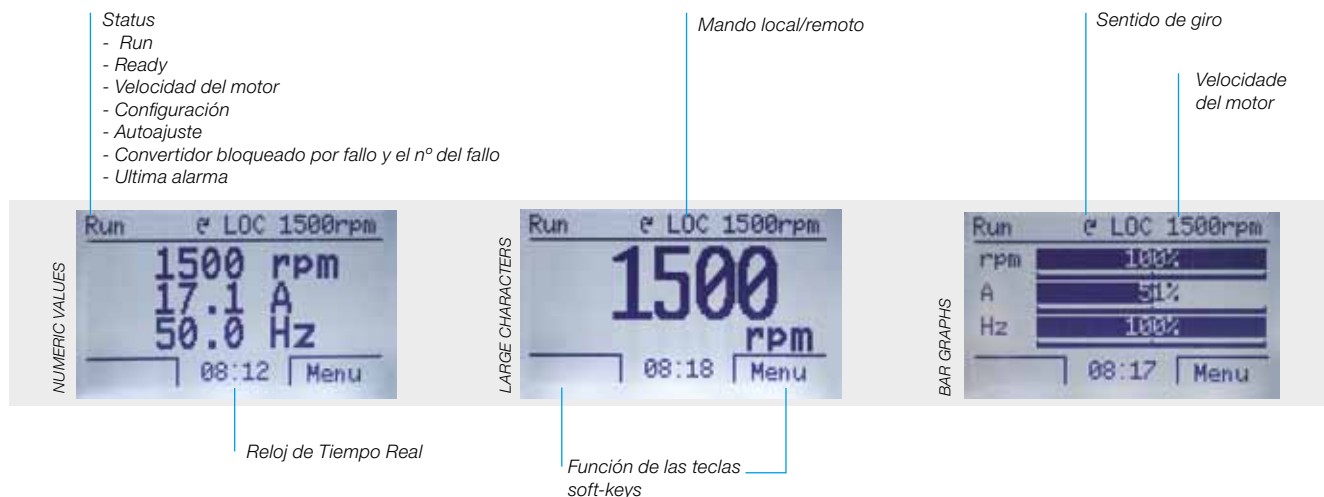 Status
- Run
- Ready
- Velocidad del motor
- Configuración
- Autoajuste
- Convertidor bloqueado por fallo y el nº del fallo
- Ultima alarma
Mando local/remoto
Sentido de giro
Velocidade
del motor
NUMERIC VALUES
Run LOC 1500rpm
1500 rpm
17.1 A
50.0 Hz
08:12 Menu
LARGE CHARACTERS
Run LOC 1500rpm
1500
rpm
08:18 Menu
BAR GRAPHS
Run LOC 1500rpm
rpm 100%
A 51%
Hz 100%
08:17 Menu
Reloj de Tiempo Real
Función de las teclas
soft-keys